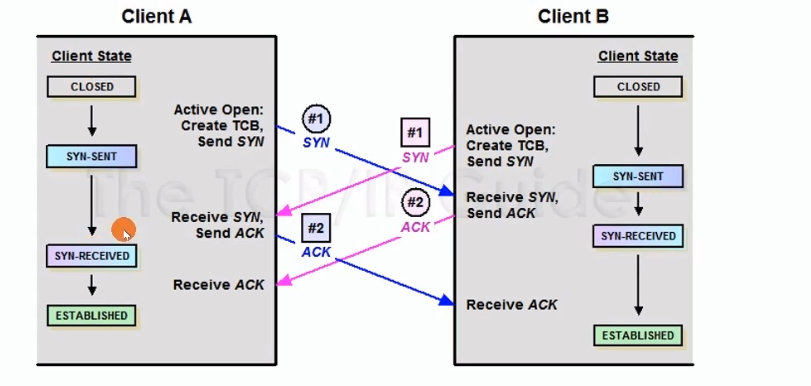 Client A
Client B
Client State
CLOSED
SYN-SENT
SYN-RECEIVED
ESTABLISHED
Active Open:
Create TCB,
Send SYN
Receive SYN,
Send ACK
Receive ACK
#1
SYN
#1
SYN
#2
ACK
#2
ACK
Active Open:
Create TCB,
Send SYN
Receive SYN,
Send ACK
Receive ACK
Client State
CLOSED
SYN-SENT
SYN-RECEIVED
ESTABLISHED
The TCP/IP Guide